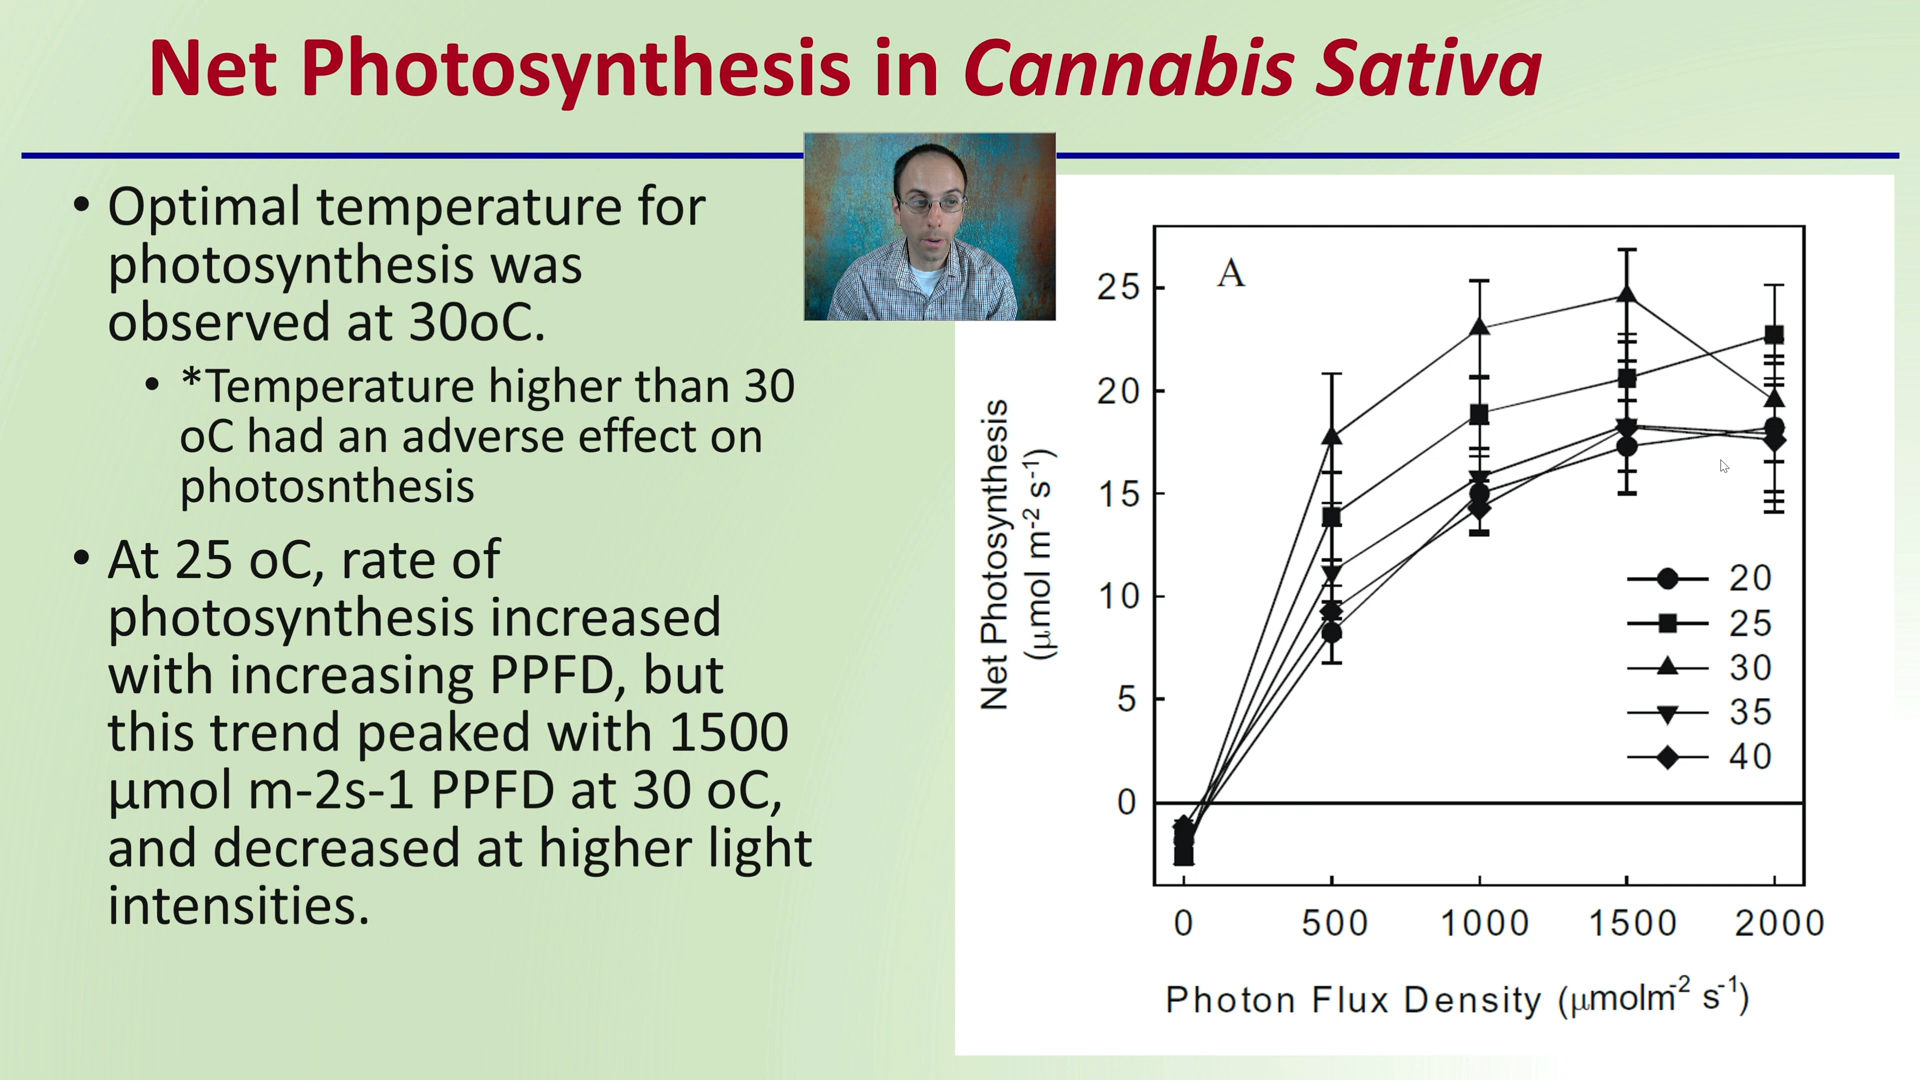 Net Photosynthesis in Cannabis Sativa
• Optimal temperature for
photosynthesis was
observed at 30oC.
• *Temperature higher than 30
oC had an adverse effect on
photosnthesis
• At 25 oC, rate of
photosynthesis increased
with increasing PPFD, but
this trend peaked with 1500
µmol m-2s-1 PPFD at 30 oC,
and decreased at higher light
intensities.
A
Net Photosynthesis
(µmol m⁻² s⁻¹)
25
20
15
10
5
0
20
25
30
35
40
0 500 1000 1500 2000
Photon Flux Density (µmolm⁻² s⁻¹)